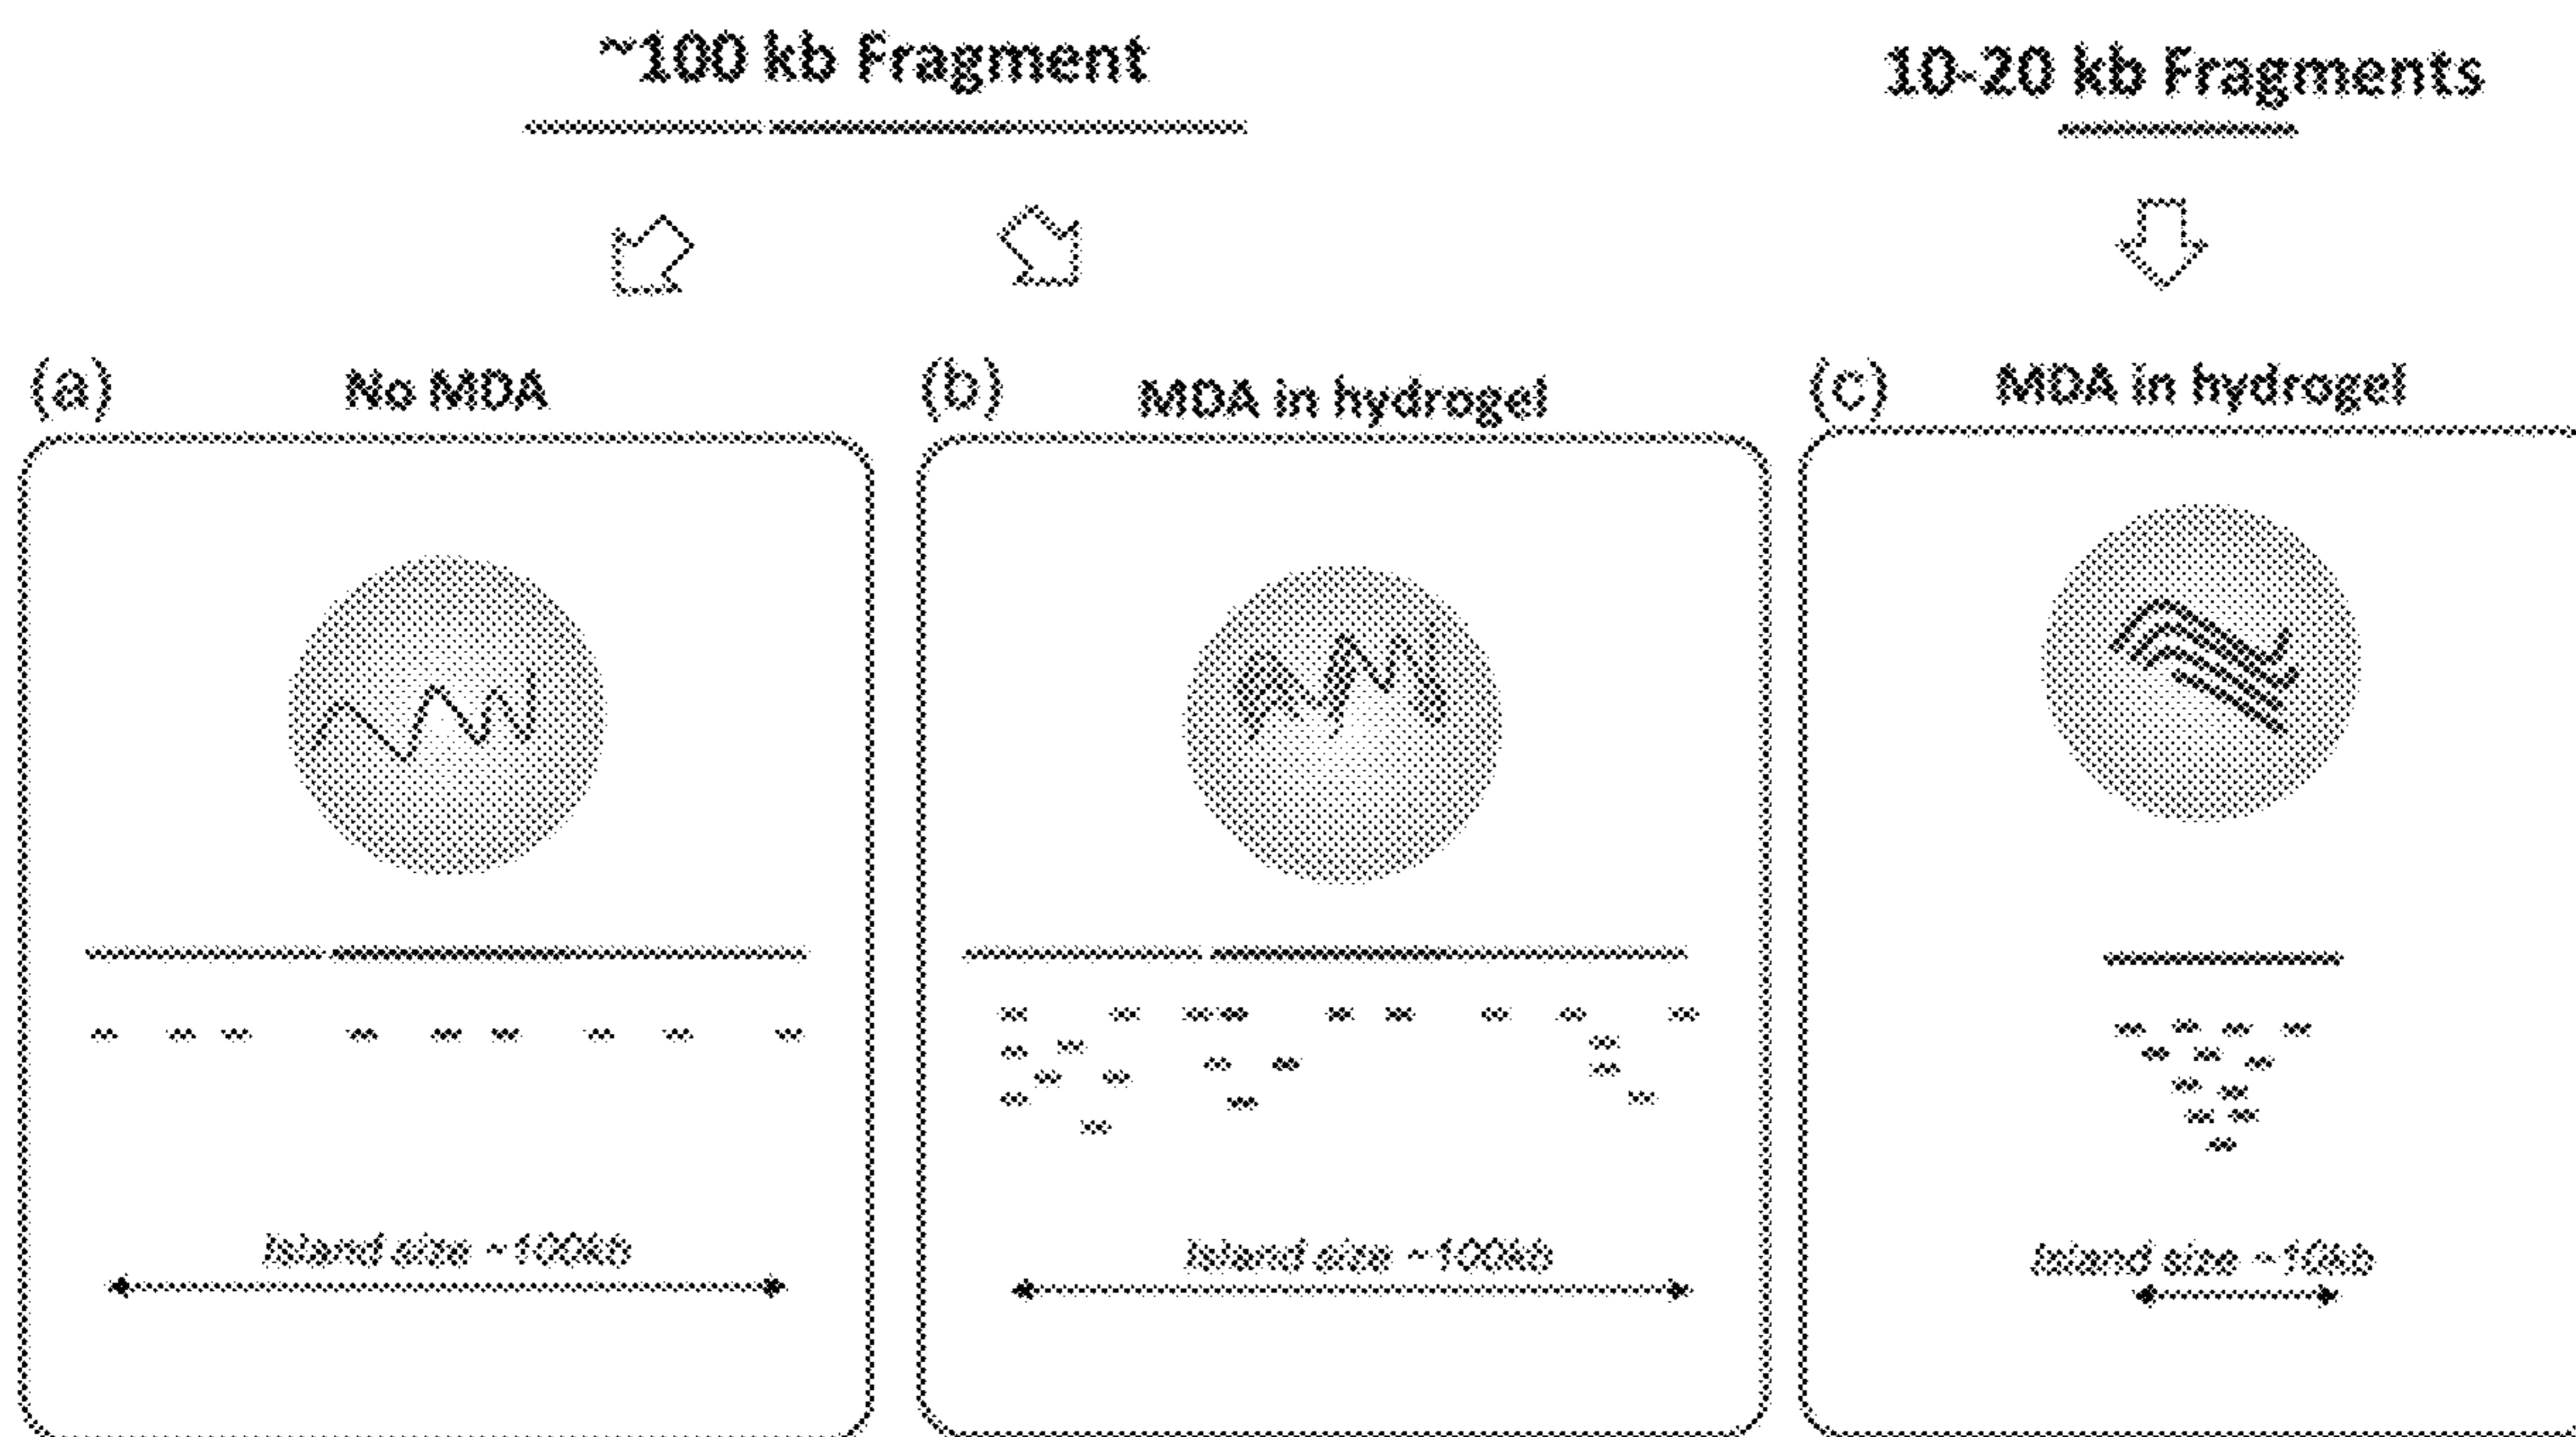 ~100 kb Fragment
10-20 kb Fragments
(a)
No MDA
(b)
MDA in hydrogel
(c)
MDA in hydrogel
Island size ~100kb
Island size ~100kb
Island size ~10kb